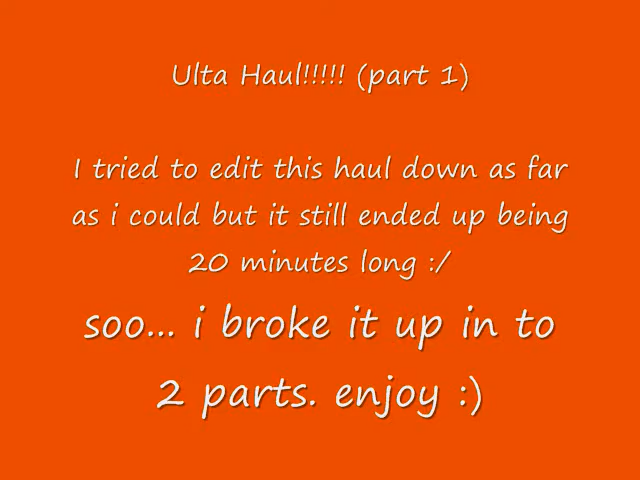 Ulta Haul!!!!! (part 1)
I tried to edit this haul down as far
as i could but it still ended up being
20 minutes long :/
soo... i broke it up in to
2 parts. enjoy :)